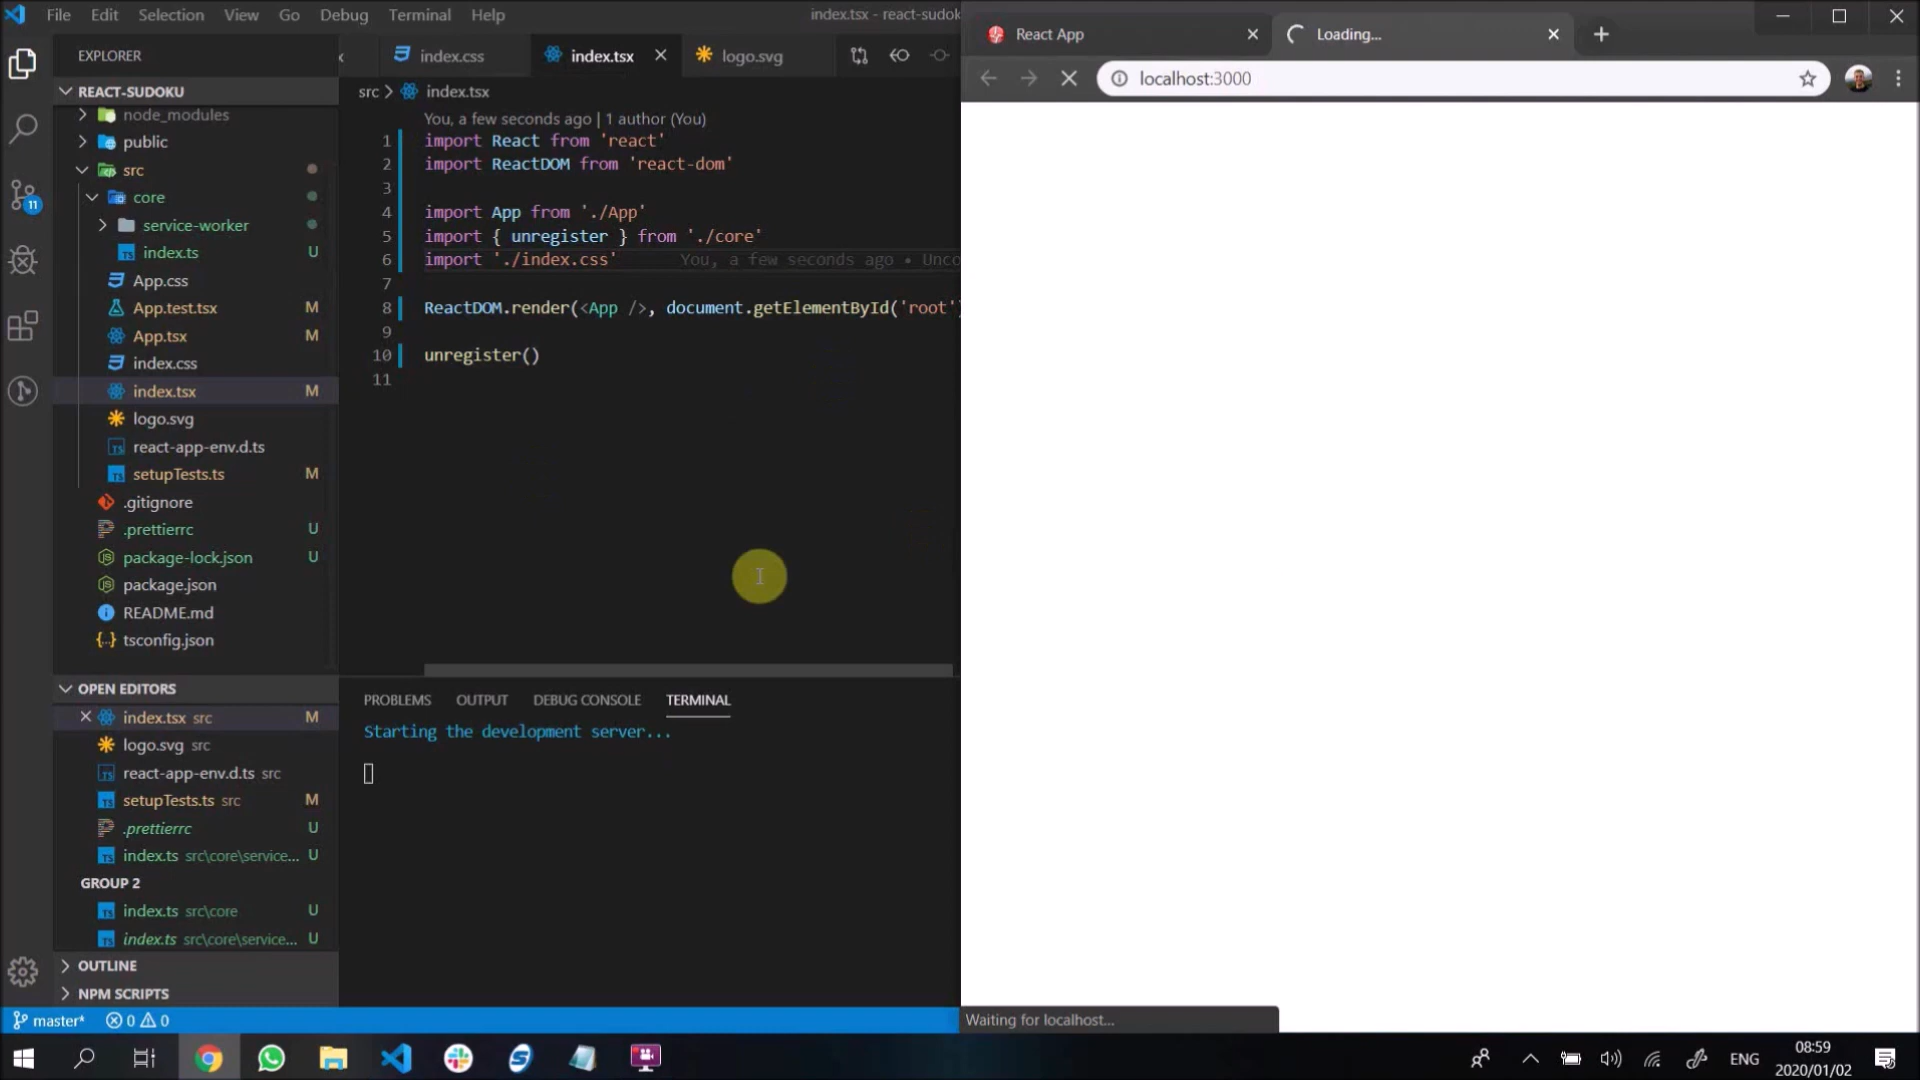 File Edit Selection View Go Debug Terminal Help
index.tsx - react-sudok
EXPLORER
REACT-SUDOKU
node_modules
public
src
core
service-worker
index.ts U
App.css
App.test.tsx M
App.tsx M
index.css
index.tsx M
logo.svg
react-app-env.d.ts
setupTests.ts M
.gitignore
.prettierrc U
package-lock.json U
package.json
README.md
tsconfig.json
OPEN EDITORS
index.tsx src M
logo.svg src
react-app-env.d.ts src
setupTests.ts src M
.prettierrc U
index.ts src\core\service... U
GROUP 2
index.ts src\core U
index.ts src\core\service... U
OUTLINE
NPM SCRIPTS
11
index.css index.tsx logo.svg
src > index.tsx
You, a few seconds ago | 1 author (You)
1 import React from 'react'
2 import ReactDOM from 'react-dom'
3
4 import App from './App'
5 import { unregister } from './core'
6 import './index.css' You, a few seconds ago • Unco
7
8 ReactDOM.render(<App />, document.getElementById('root')
9
10 unregister()
11
PROBLEMS OUTPUT DEBUG CONSOLE TERMINAL
Starting the development server...
master* 0 0
React App
Loading...
localhost:3000
Waiting for localhost...
ENG
08:59
2020/01/02